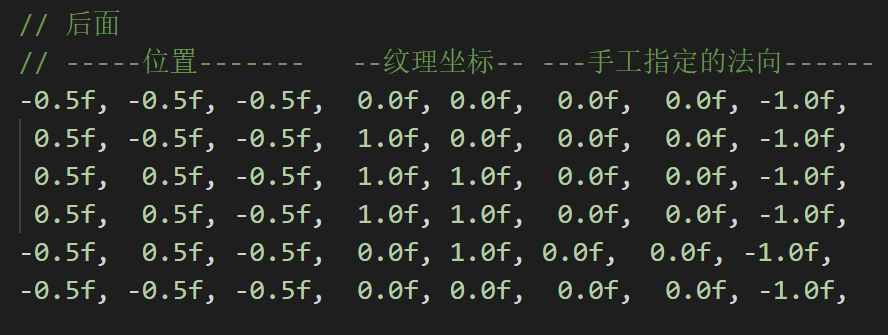 // 后面
// -----位置-------   --纹理坐标-- ---手工指定的法向------
-0.5f, -0.5f, -0.5f,  0.0f, 0.0f,  0.0f,  0.0f, -1.0f,
 0.5f, -0.5f, -0.5f,  1.0f, 0.0f,  0.0f,  0.0f, -1.0f,
 0.5f,  0.5f, -0.5f,  1.0f, 1.0f,  0.0f,  0.0f, -1.0f,
 0.5f,  0.5f, -0.5f,  1.0f, 1.0f,  0.0f,  0.0f, -1.0f,
-0.5f,  0.5f, -0.5f,  0.0f, 1.0f, 0.0f,  0.0f, -1.0f,
-0.5f, -0.5f, -0.5f,  0.0f, 0.0f,  0.0f,  0.0f, -1.0f,